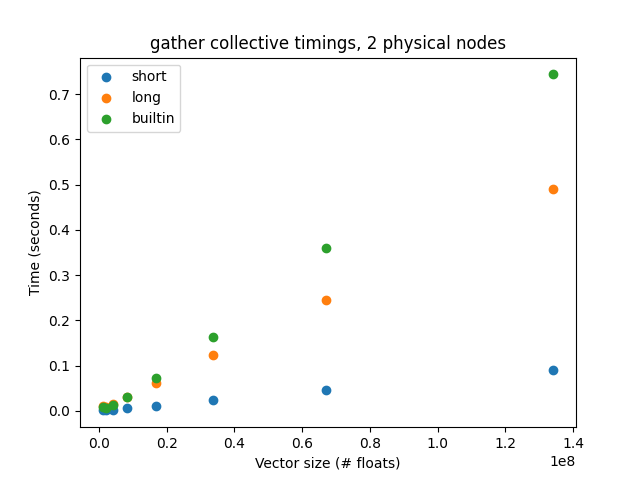 gather collective timings, 2 physical nodes
short
long
builtin
Time (seconds)
0.7
0.6
0.5
0.4
0.3
0.2
0.1
0.0
0.0 0.2 0.4 0.6 0.8 1.0 1.2 1.4
1e8
Vector size (# floats)